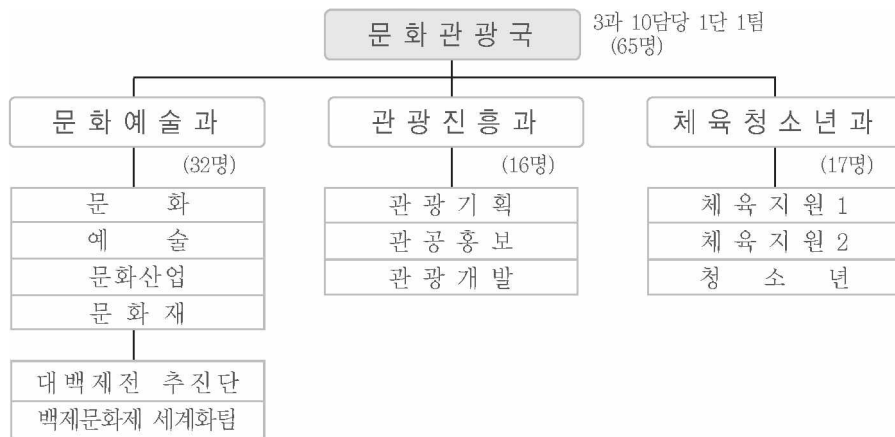 문화관광국
3과 10담당 1단 1팀
(65명)
문화예술과
(32명)
문 화
예 술
문화산업
문 화 재
대백제전 추진단
백제문화제 세계화팀
관광진흥과
(16명)
관 광 기 획
관 공 홍 보
관 광 개 발
체육청소년과
(17명)
체 육 지 원 1
체 육 지 원 2
청 소 년